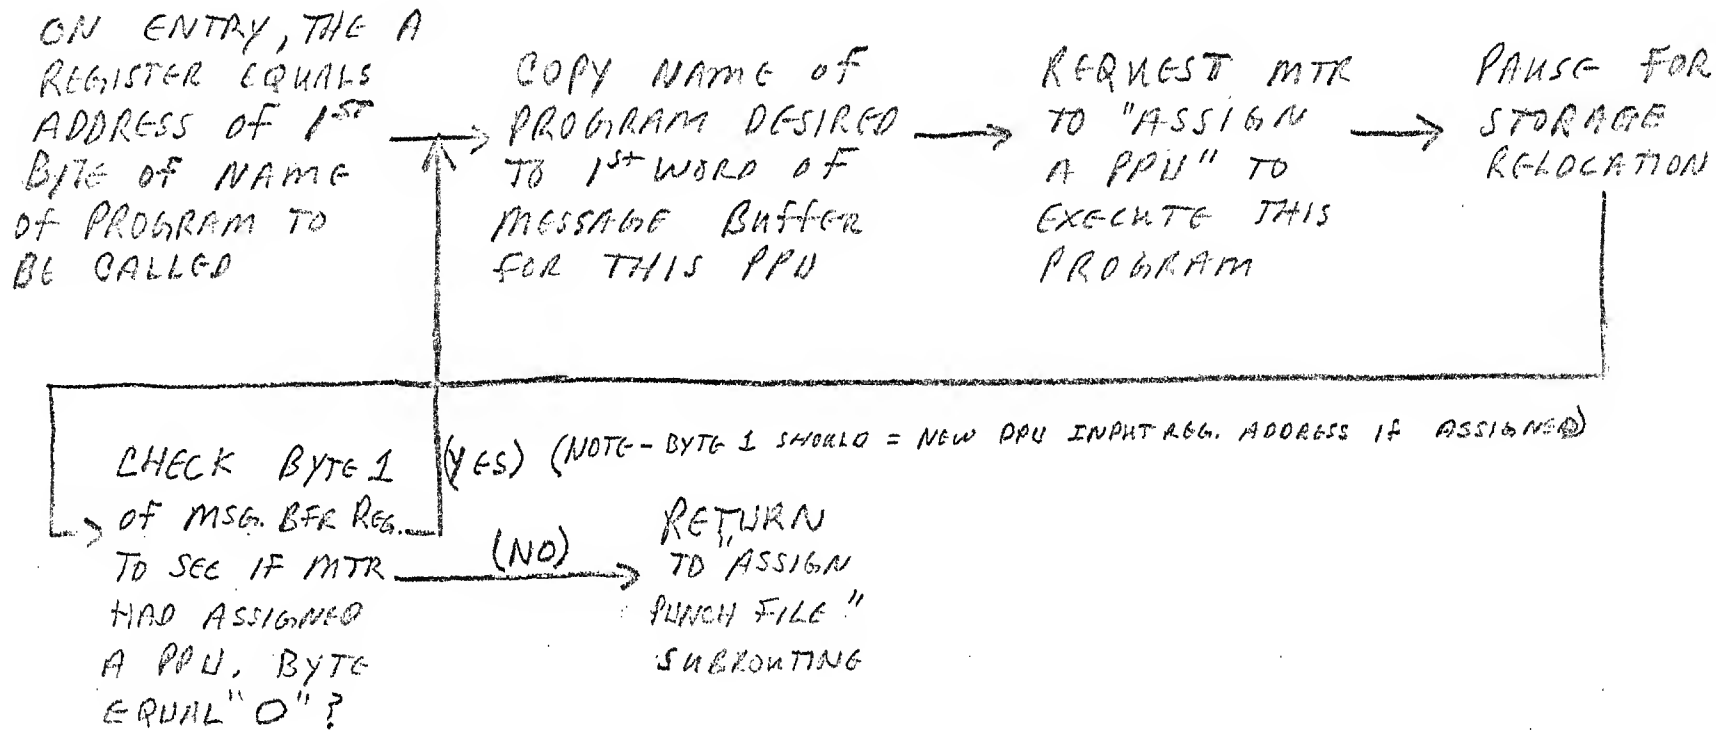 ON ENTRY, THE A
REGISTER EQUALS
ADDRESS OF 1ST
BYTE OF NAME
OF PROGRAM TO
BE CALLED
COPY NAME OF
PROGRAM DESIRED
TO 1ST WORD OF
MESSAGE BUFFER
FOR THIS PPU
REQUEST MTR
TO "ASSIGN
A PPU" TO
EXECUTE THIS
PROGRAM
PAUSE FOR
STORAGE
RELOCATION
CHECK BYTE 1
OF MSG. BFR REG.
TO SEE IF MTR
HAD ASSIGNED
A PPU. BYTE
EQUAL "0"?
(YES) (NOTE - BYTE 1 SHOULD = NEW PPU INPUT REG. ADDRESS IF ASSIGNED)
(NO)
RETURN
TO "ASSIGN
PUNCH FILE"
SUBROUTINE